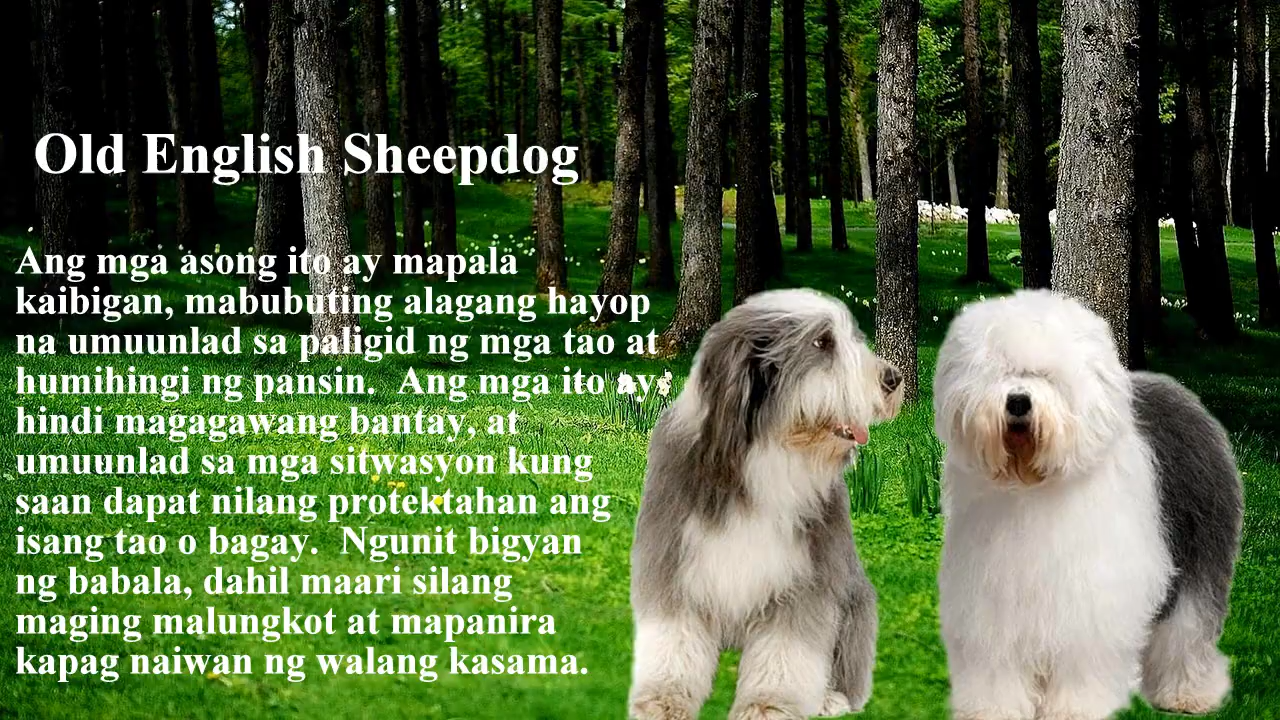 Old English Sheepdog
Ang mga asong ito ay mapala
kaibigan, mabubuting alagang hayop
na umuunlad sa paligid ng mga tao at
humihingi ng pansin.  Ang mga ito ay
hindi magagawang bantay, at
umuunlad sa mga sitwasyon kung
saan dapat nilang protektahan ang
isang tao o bagay.  Ngunit bigyan
ng babala, dahil maari silang
maging malungkot at mapanira
kapag naiwan ng walang kasama.